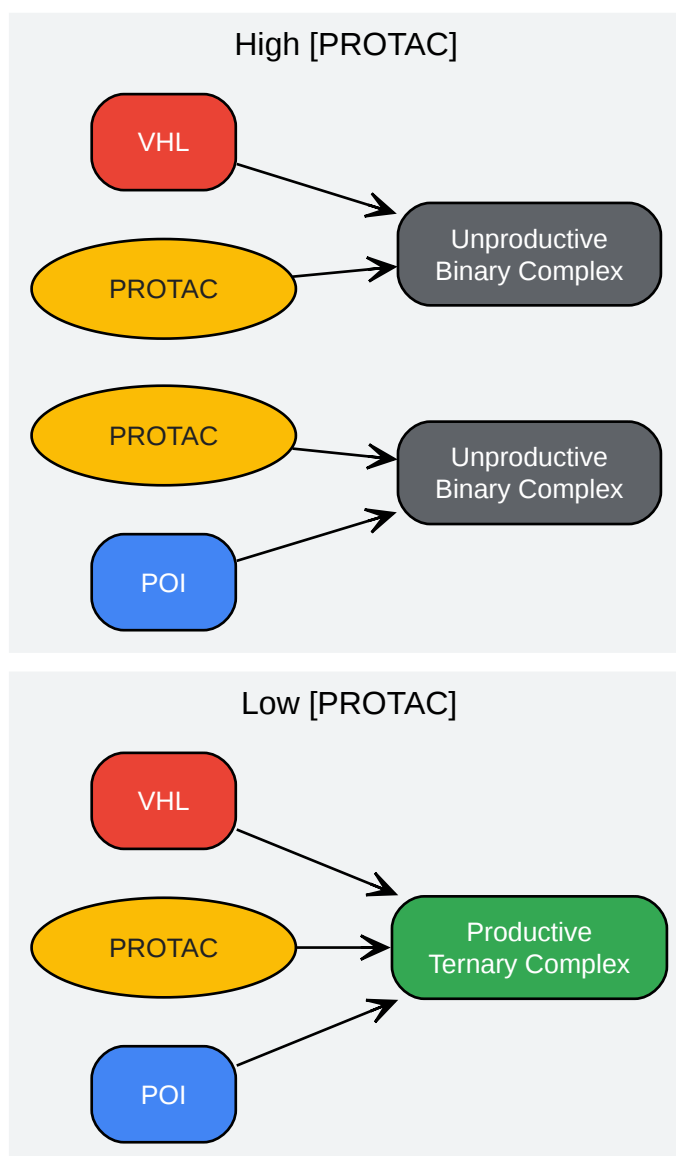 High [PROTAC]
VHL
Unproductive
Binary Complex
PROTAC
PROTAC
Unproductive
Binary Complex
POI
Low [PROTAC]
VHL
PROTAC
Productive
Ternary Complex
POI